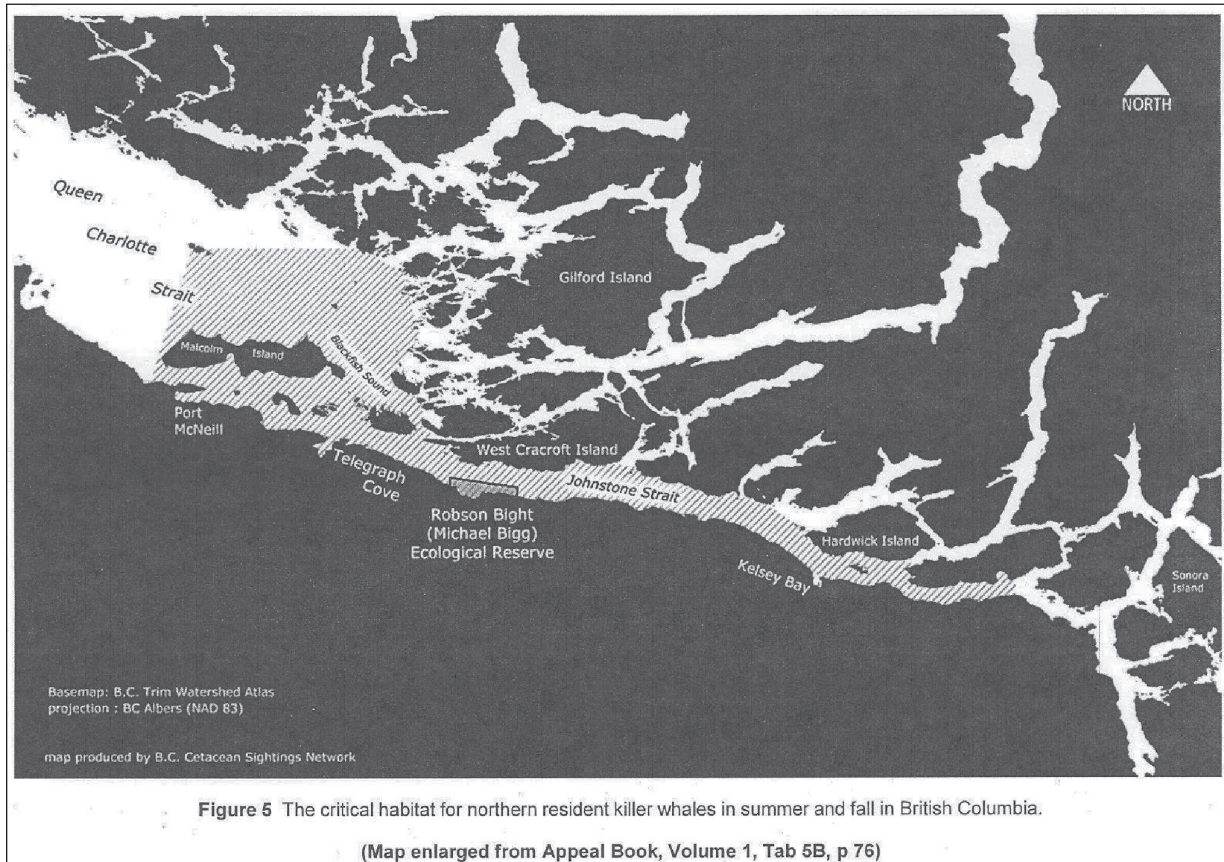 NORTH
Queen
Charlotte
Strait
Gilford Island
Malcolm Island
Blackfish Sound
Port
McNeill
West Cracroft Island
Telegraph
Cove
Johnstone Strait
Robson Bight
(Michael Bigg)
Ecological Reserve
Hardwick Island
Kelsey Bay
Sonora
Island
Basemap: B.C. Trim Watershed Atlas
projection : BC Albers (NAD 83)
map produced by B.C. Cetacean Sightings Network
Figure 5 The critical habitat for northern resident killer whales in summer and fall in British Columbia.
(Map enlarged from Appeal Book, Volume 1, Tab 5B, p 76)